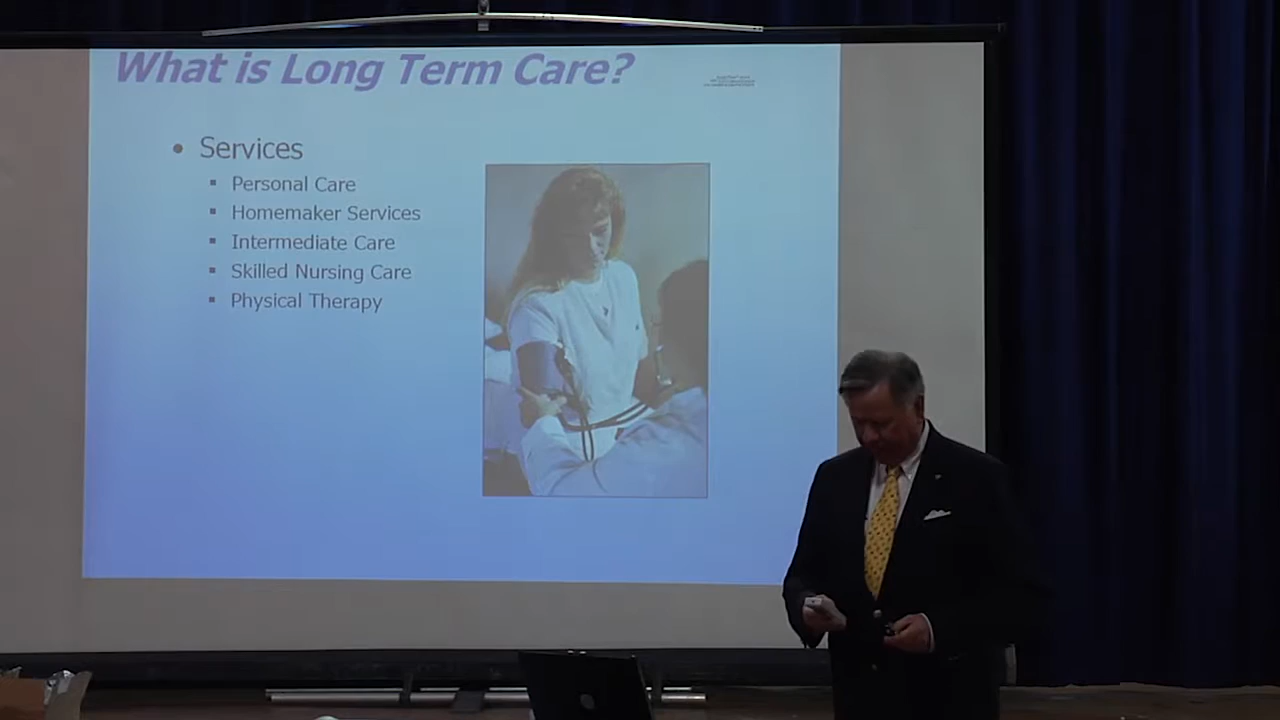 What is Long Term Care?
Services
Personal Care
Homemaker Services
Intermediate Care
Skilled Nursing Care
Physical Therapy